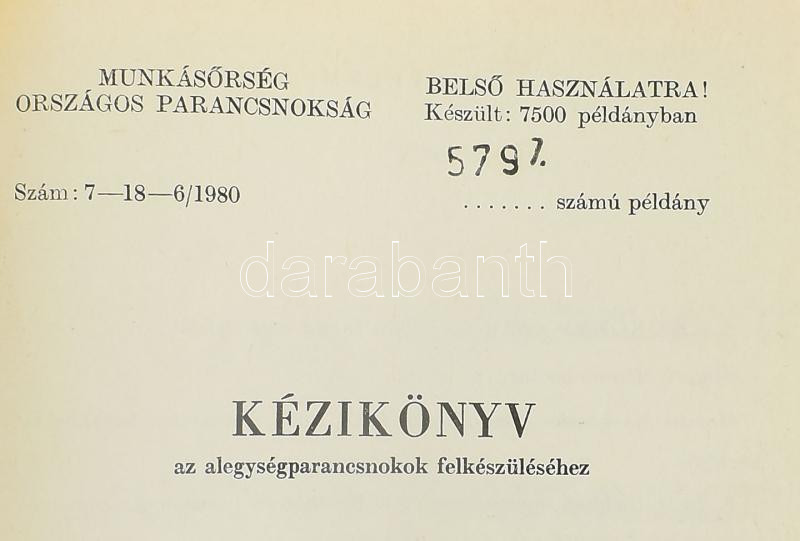 MUNKÁSŐRSÉG
ORSZÁGOS PARANCSNOKSÁG
BELSŐ HASZNÁLATRA!
Készült: 7500 példányban
5797.
Szám: 7—18—6/1980
....... számú példány
darabanth
KÉZIKÖNYV
az alegységparancsnokok felkészüléséhez